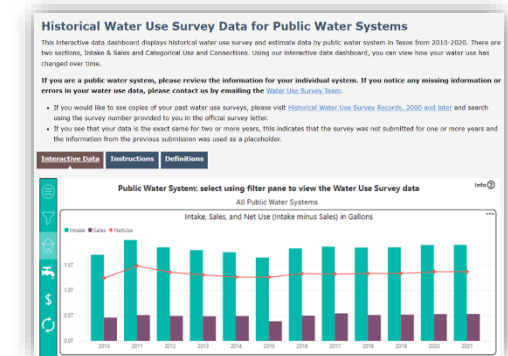 Historical Water Use Survey Data for Public Water Systems
This interactive data dashboard displays historical water use survey and estimate data by public water system in Texas from 2010-2020. There are
two sections, Intake & Sales and Categorical Use and Connections. Using our interactive data dashboard, you can view how your water use has
changed over time.
If you are a public water system, please review the information for your individual system. If you notice any missing information or
errors in your water use data, please contact us by emailing the Water Use Survey Team.
• If you would like to see copies of your past water use surveys, please visit Historical Water Use Survey Records, 2000 and later and search
using the survey number provided to you in the official survey letter.
• If you see that your data is the exact same for two or more years, this indicates that the survey was not submitted for one or more years and
the information from the previous submission was used as a placeholder.
Interactive Data Instructions Definitions
Public Water System: select using filter pane to view the Water Use Survey data
Info ?
All Public Water Systems
Intake, Sales, and Net Use (Intake minus Sales) in Gallons
Intake Sales NetUse
1.5T
1.0T
0.5T
0.0T
2010 2011 2012 2013 2014 2015 2016 2017 2018 2019 2020 2021
$